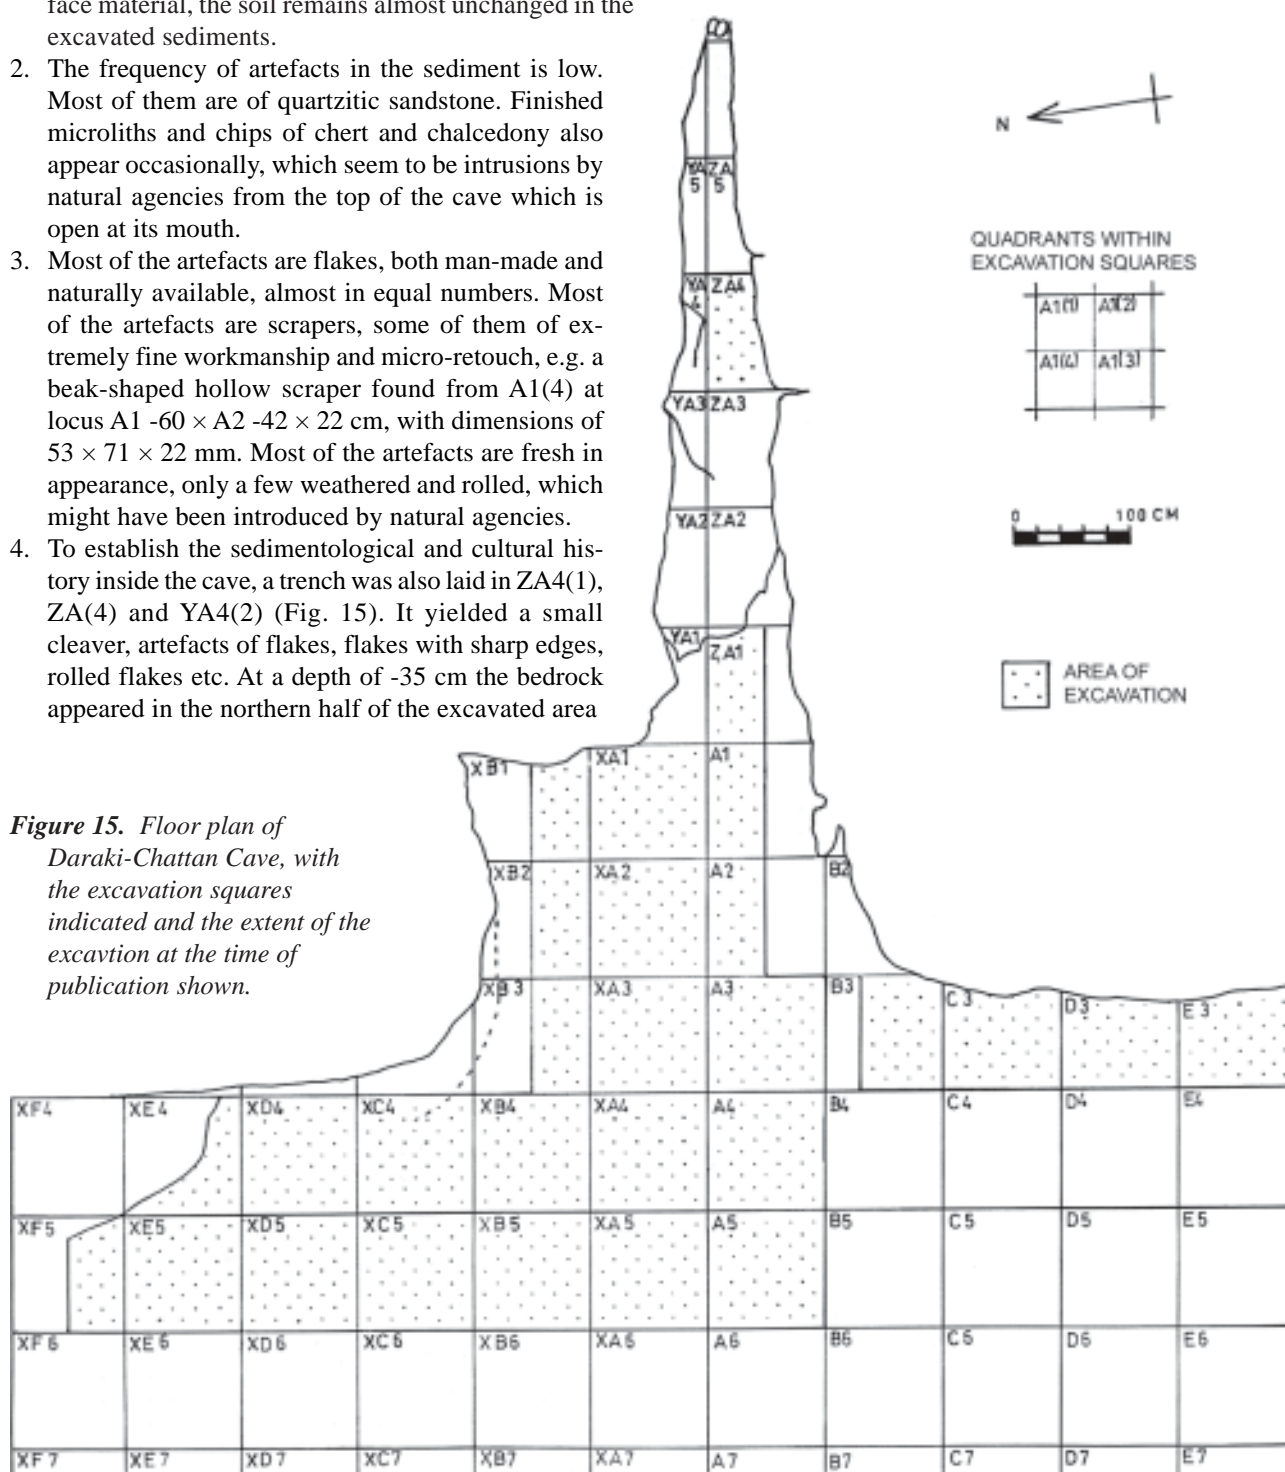 face material, the soil remains almost unchanged in the
excavated sediments.
2. The frequency of artefacts in the sediment is low.
Most of them are of quartzitic sandstone. Finished
microliths and chips of chert and chalcedony also
appear occasionally, which seem to be intrusions by
natural agencies from the top of the cave which is
open at its mouth.
3. Most of the artefacts are flakes, both man-made and
naturally available, almost in equal numbers. Most
of the artefacts are scrapers, some of them of ex-
tremely fine workmanship and micro-retouch, e.g. a
beak-shaped hollow scraper found from A1(4) at
locus A1 -60 × A2 -42 × 22 cm, with dimensions of
53 × 71 × 22 mm. Most of the artefacts are fresh in
appearance, only a few weathered and rolled, which
might have been introduced by natural agencies.
4. To establish the sedimentological and cultural his-
tory inside the cave, a trench was also laid in ZA4(1),
ZA(4) and YA4(2) (Fig. 15). It yielded a small
cleaver, artefacts of flakes, flakes with sharp edges,
rolled flakes etc. At a depth of -35 cm the bedrock
appeared in the northern half of the excavated area
Figure 15. Floor plan of
Daraki-Chattan Cave, with
the excavation squares
indicated and the extent of the
excavtion at the time of
publication shown.
N
QUADRANTS WITHIN
EXCAVATION SQUARES
A1(1) A1(2)
A1(4) A1(3)
0 100 CM
AREA OF
EXCAVATION
YA ZA
5 5
YA ZA4
4
YA3 ZA3
YA2 ZA2
YA1
ZA1
XB1 XA1 A1
XB2 XA2 A2 B2
XB3 XA3 A3 B3 C3 D3 E3
XF4 XE4 XD4 XC4 XB4 XA4 A4 B4 C4 D4 E4
XF5 XE5 XD5 XC5 XB5 XA5 A5 B5 C5 D5 E5
XF6 XE6 XD6 XC6 XB6 XA6 A6 B6 C6 D6 E6
XF7 XE7 XD7 XC7 XB7 XA7 A7 B7 C7 D7 E7